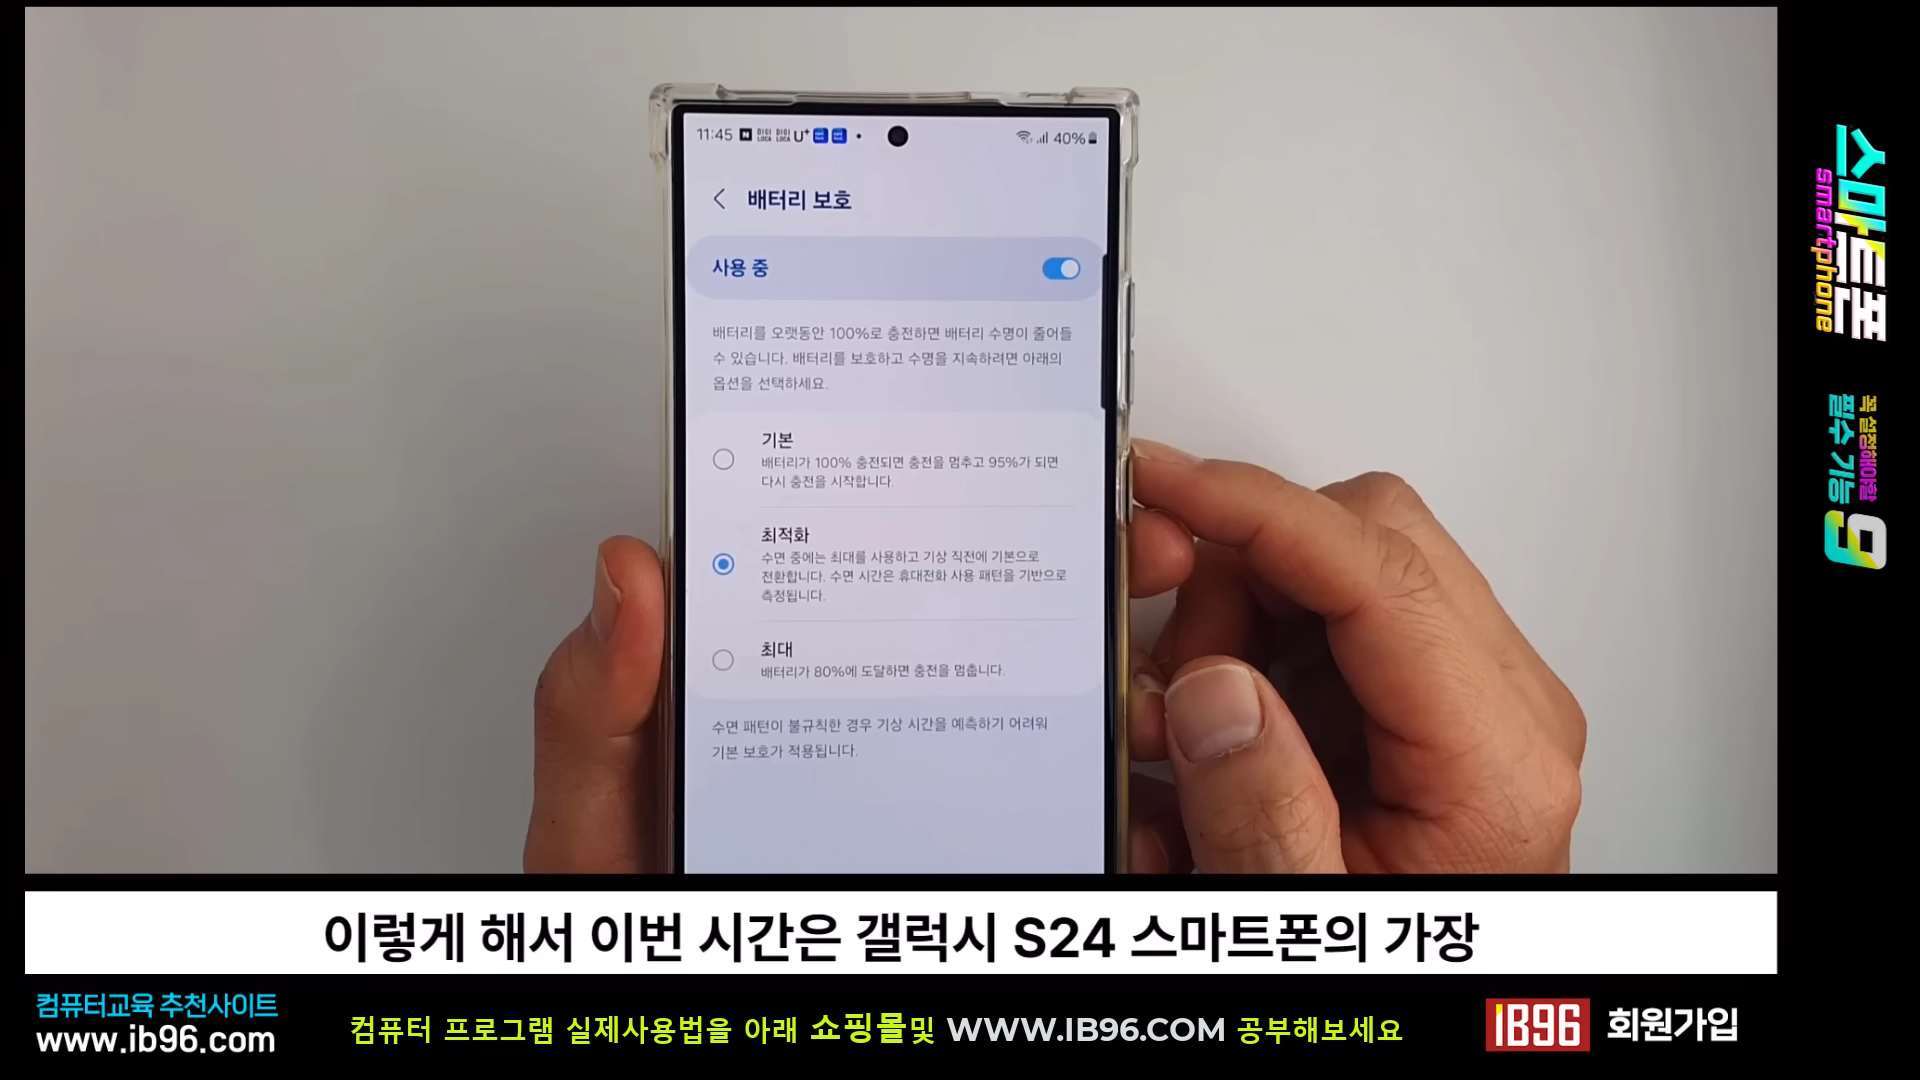 11:45 N DIGI LOCA DIGI LOCA U+
40%
배터리 보호
사용 중
배터리를 오랫동안 100%로 충전하면 배터리 수명이 줄어들
수 있습니다. 배터리를 보호하고 수명을 지속하려면 아래의
옵션을 선택하세요.
기본
배터리가 100% 충전되면 충전을 멈추고 95%가 되면
다시 충전을 시작합니다.
최적화
수면 중에는 최대를 사용하고 기상 직전에 기본으로
전환합니다. 수면 시간은 휴대전화 사용 패턴을 기반으로
측정됩니다.
최대
배터리가 80%에 도달하면 충전을 멈춥니다.
수면 패턴이 불규칙한 경우 기상 시간을 예측하기 어려워
기본 보호가 적용됩니다.
스마트폰
smartphone
꼭 설정해야할
필수 기능
9
이렇게 해서 이번 시간은 갤럭시 S24 스마트폰의 가장
컴퓨터교육 추천사이트
www.ib96.com
컴퓨터 프로그램 실제사용법을 아래 쇼핑몰및 WWW.IB96.COM 공부해보세요
IB96 회원가입